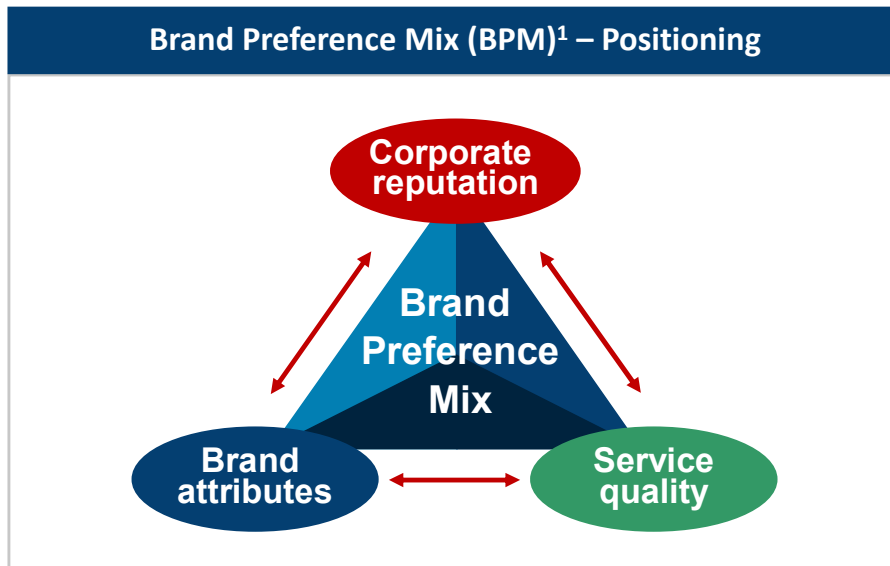 Brand Preference Mix (BPM)¹ – Positioning
Corporate
reputation
Brand
Preference
Mix
Brand
attributes
Service
quality